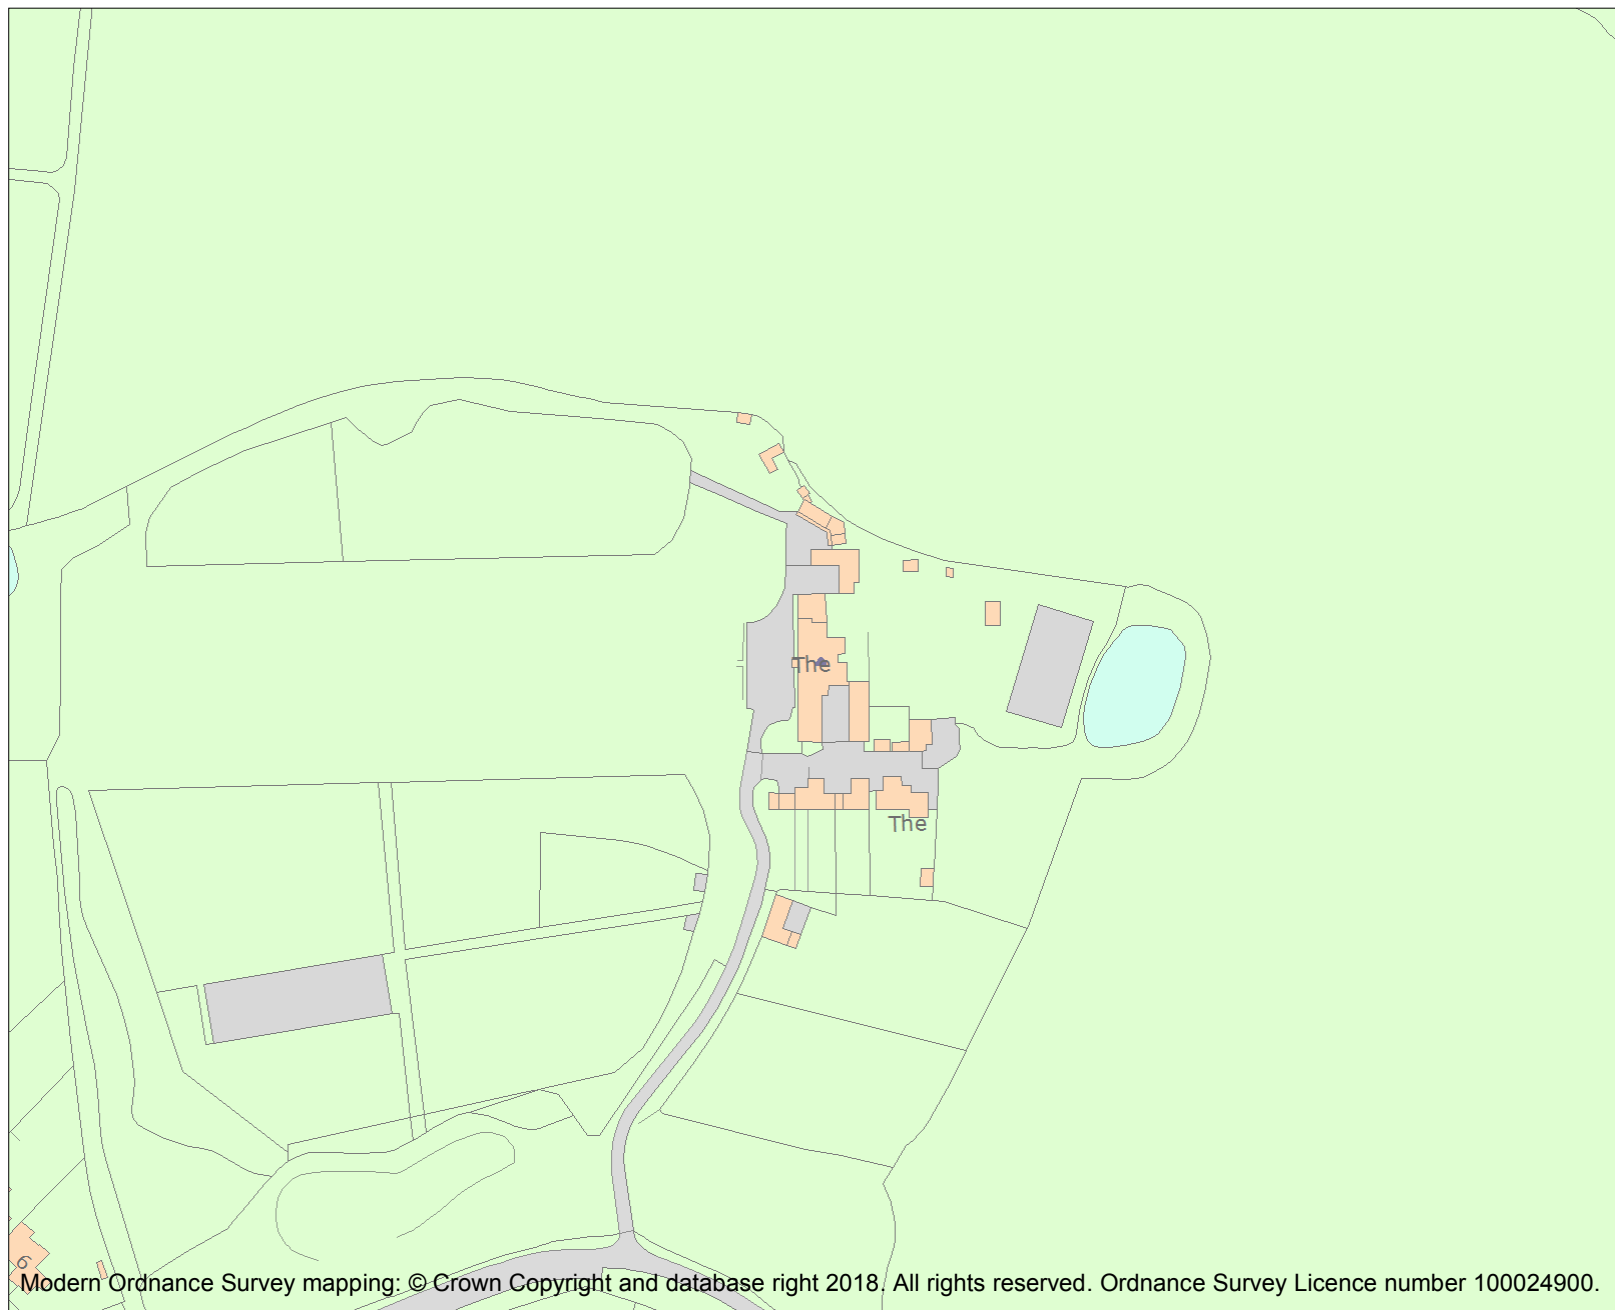 The
The
6
Modern Ordnance Survey mapping: © Crown Copyright and database right 2018. All rights reserved. Ordnance Survey Licence number 100024900.